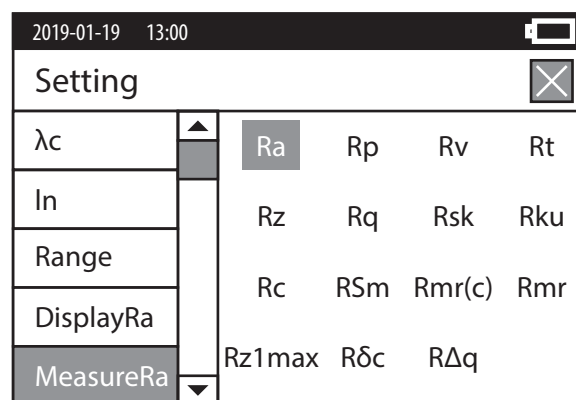 2019-01-19 13:00
Setting
λc
In
Range
DisplayRa
MeasureRa
Ra Rp Rv Rt
Rz Rq Rsk Rku
Rc RSm Rmr(c) Rmr
Rz1max Rδc RΔq